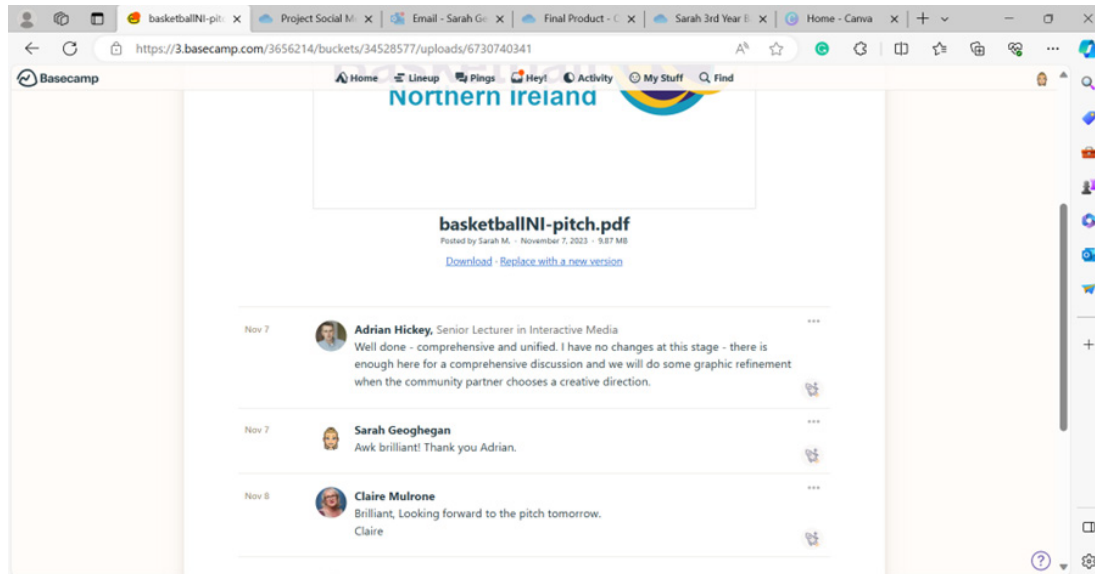 basketballNI-pit
Project Social M
Email - Sarah Ge
Final Product - C
Sarah 3rd Year B
Home - Canva
https://3.basecamp.com/3656214/buckets/34528577/uploads/6730740341
Basecamp
Home
Lineup
Pings
Hey!
Activity
My Stuff
Find
Basketball
Northern Ireland
basketballNI-pitch.pdf
Posted by Sarah M. · November 7, 2023 · 9.87 MB
Download · Replace with a new version
Nov 7
Adrian Hickey, Senior Lecturer in Interactive Media
Well done - comprehensive and unified. I have no changes at this stage - there is
enough here for a comprehensive discussion and we will do some graphic refinement
when the community partner chooses a creative direction.
Nov 7
Sarah Geoghegan
Awk brilliant! Thank you Adrian.
Nov 8
Claire Mulrone
Brilliant, Looking forward to the pitch tomorrow.
Claire